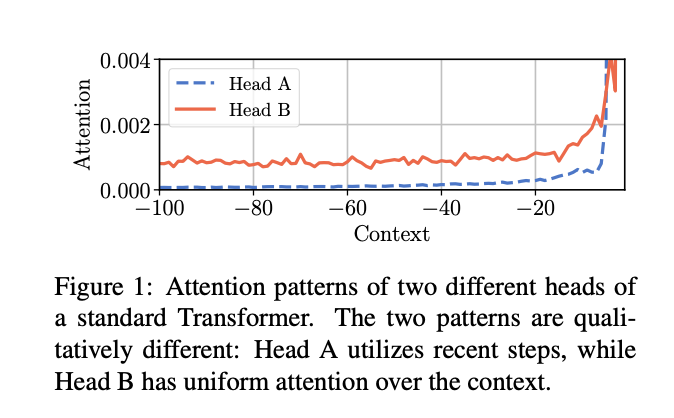 0.004
0.002
0.000
Attention
Head A
Head B
−100
−80
−60
−40
−20
Context
Figure 1: Attention patterns of two different heads of
a standard Transformer. The two patterns are quali-
tatively different: Head A utilizes recent steps, while
Head B has uniform attention over the context.